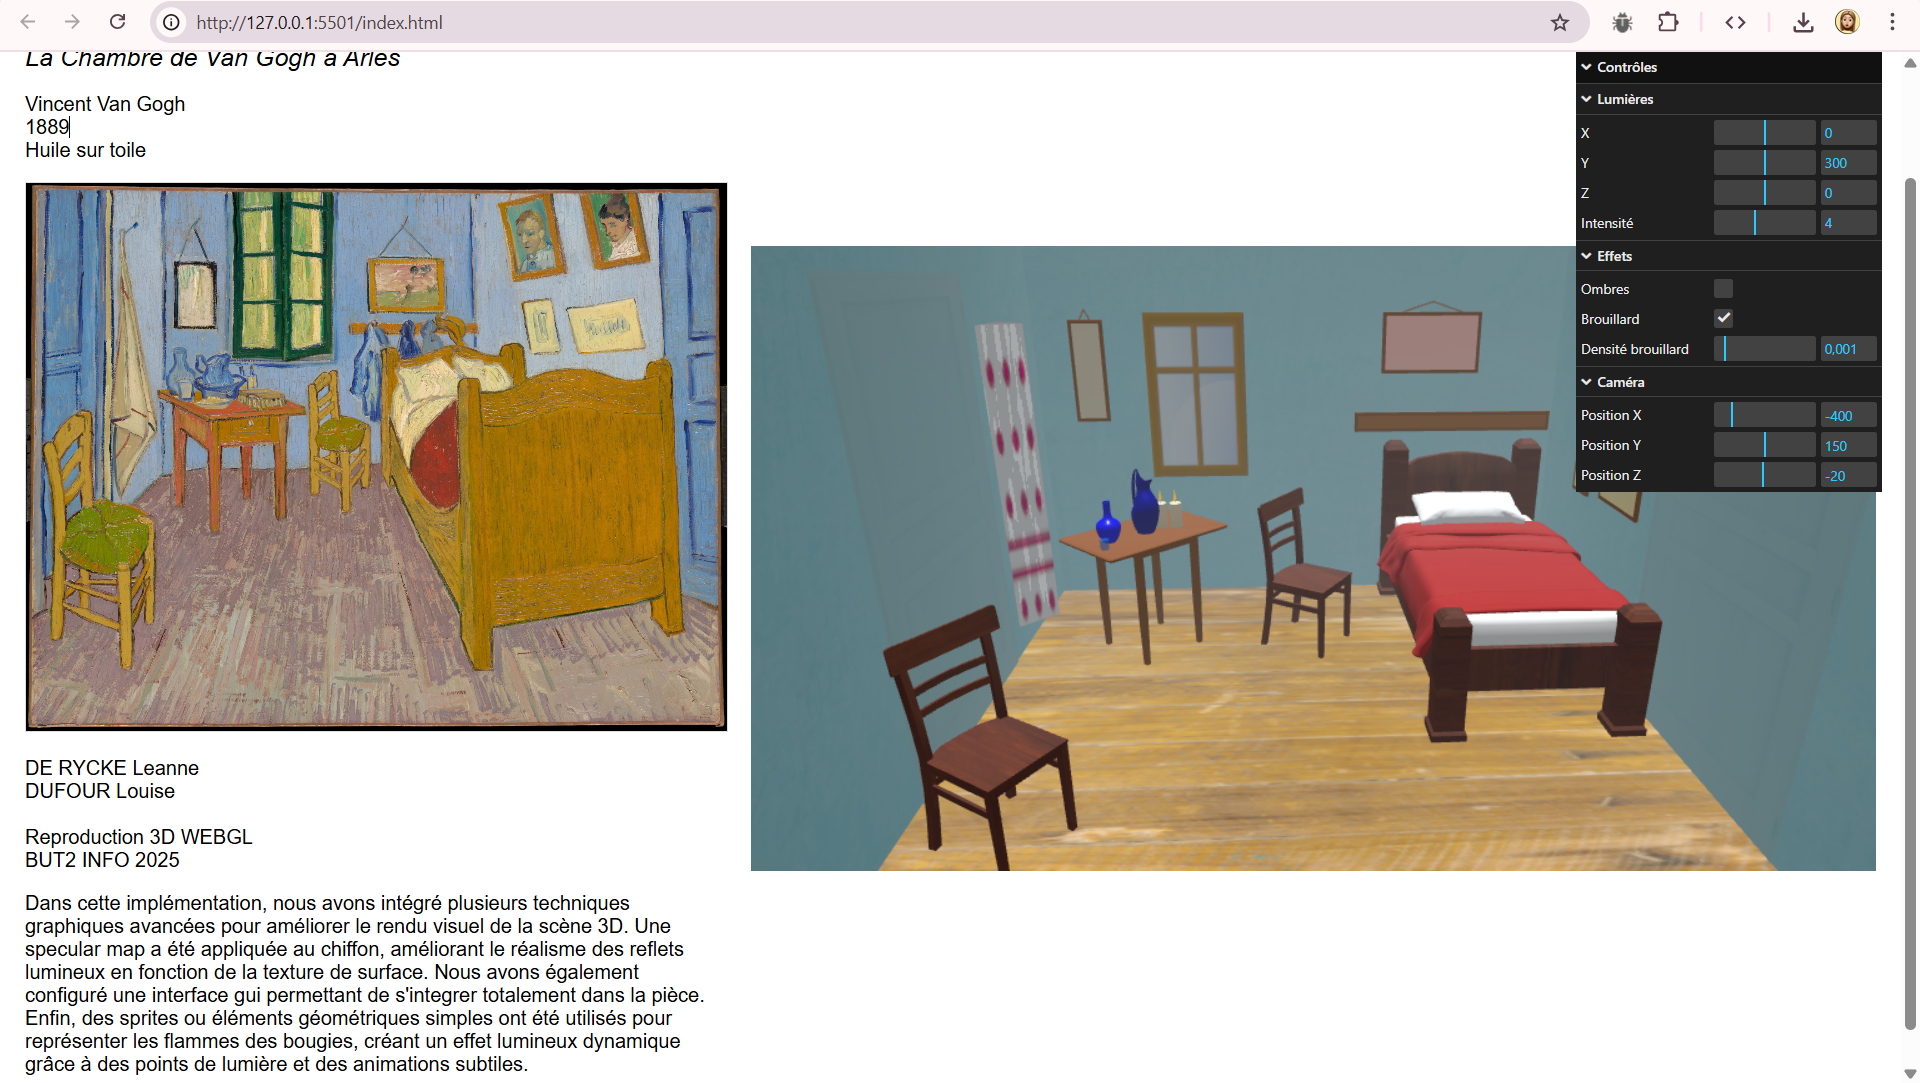 http://127.0.0.1:5501/index.html
La Chambre de Van Gogh à Arles
Vincent Van Gogh
1889
Huile sur toile
DE RYCKE Leanne
DUFOUR Louise
Reproduction 3D WEBGL
BUT2 INFO 2025
Dans cette implémentation, nous avons intégré plusieurs techniques
graphiques avancées pour améliorer le rendu visuel de la scène 3D. Une
specular map a été appliquée au chiffon, améliorant le réalisme des reflets
lumineux en fonction de la texture de surface. Nous avons également
configuré une interface gui permettant de s'integrer totalement dans la pièce.
Enfin, des sprites ou éléments géométriques simples ont été utilisés pour
représenter les flammes des bougies, créant un effet lumineux dynamique
grâce à des points de lumière et des animations subtiles.
Contrôles
Lumières
X 0
Y 300
Z 0
Intensité 4
Effets
Ombres
Brouillard
Densité brouillard 0,001
Caméra
Position X -400
Position Y 150
Position Z -20